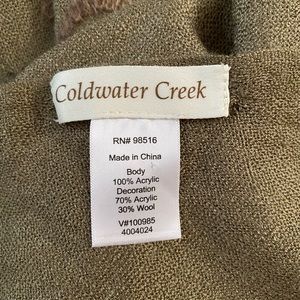 Coldwater Creek
RN# 98516
Made in China
Body
100% Acrylic
Decoration
70% Acrylic
30% Wool
V#100985
4004024